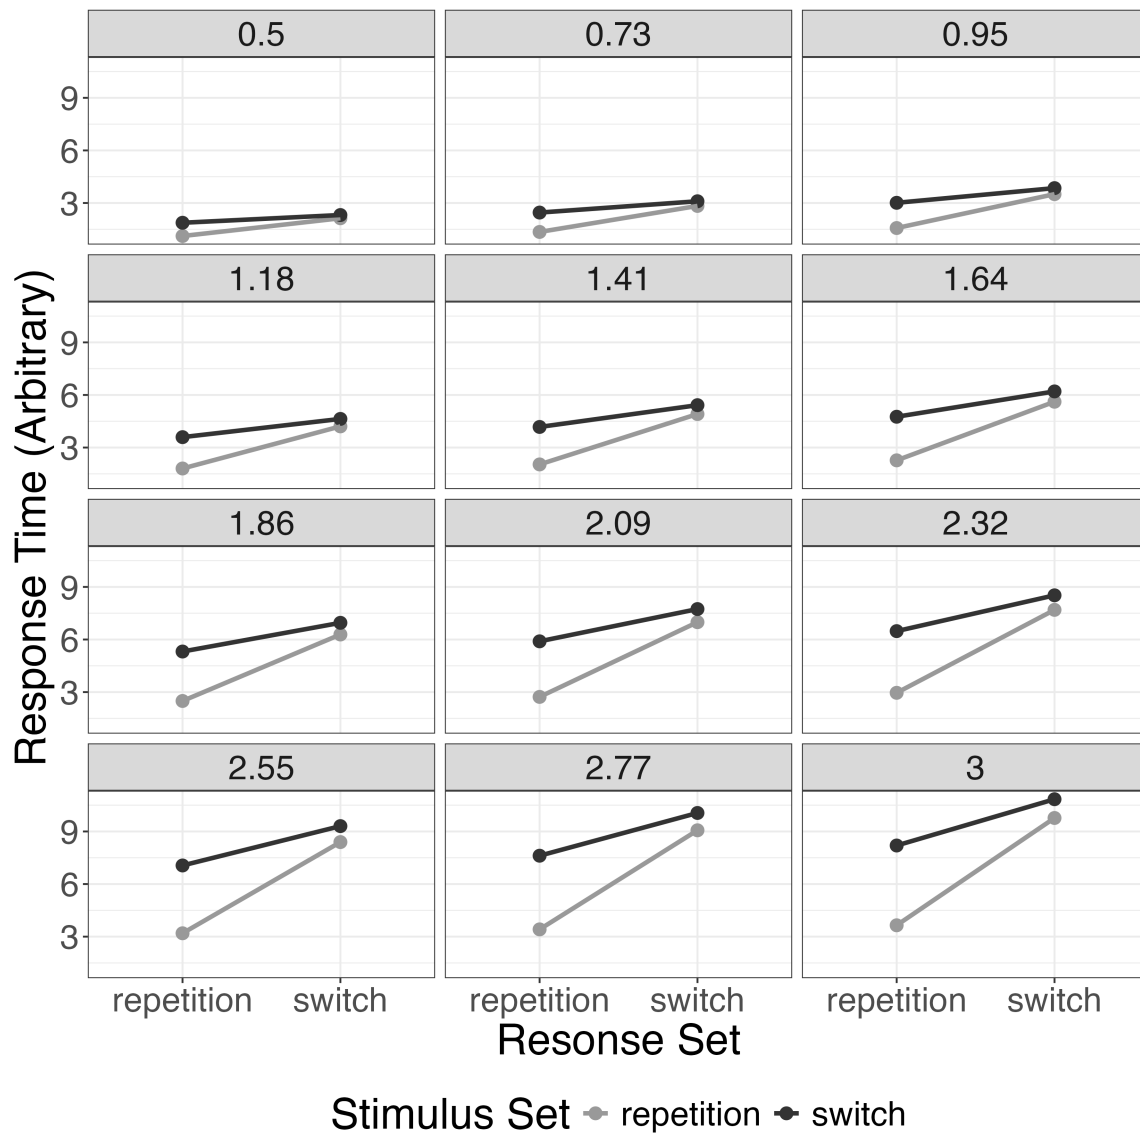 0.5 0.73 0.95
9
6
3
1.18 1.41 1.64
9
6
3
1.86 2.09 2.32
9
6
3
2.55 2.77 3
9
6
3
Response Time (Arbitrary)
repetition switch repetition switch repetition switch
Resonse Set
Stimulus Set repetition switch